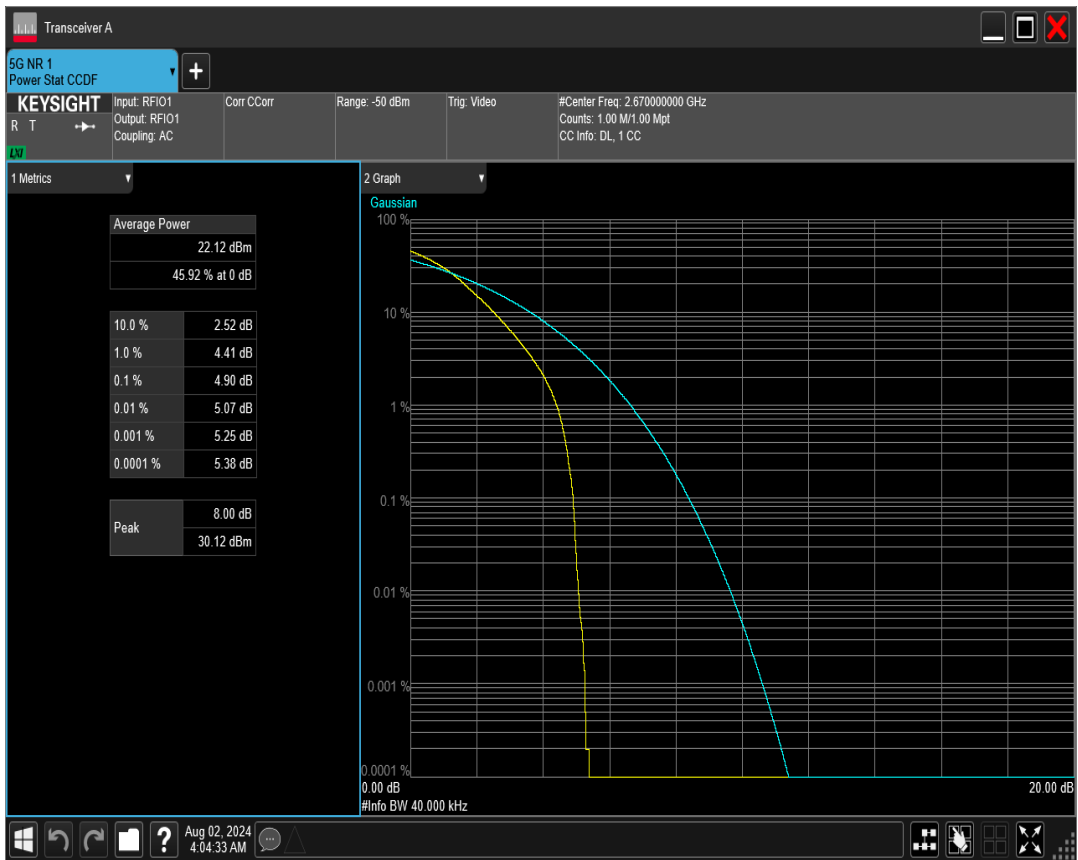 Transceiver A
5G NR 1
Power Stat CCDF
KEYSIGHT
R T
LXI
Input: RFIO1
Output: RFIO1
Coupling: AC
Corr CCorr
Range: -50 dBm
Trig: Video
#Center Freq: 2.670000000 GHz
Counts: 1.00 M/1.00 Mpt
CC Info: DL, 1 CC
1 Metrics
Average Power
22.12 dBm
45.92 % at 0 dB
10.0 % 2.52 dB
1.0 % 4.41 dB
0.1 % 4.90 dB
0.01 % 5.07 dB
0.001 % 5.25 dB
0.0001 % 5.38 dB
Peak
8.00 dB
30.12 dBm
2 Graph
Gaussian
100 %
10 %
1 %
0.1 %
0.01 %
0.001 %
0.0001 %
0.00 dB 20.00 dB
#Info BW 40.000 kHz
Aug 02, 2024
4:04:33 AM